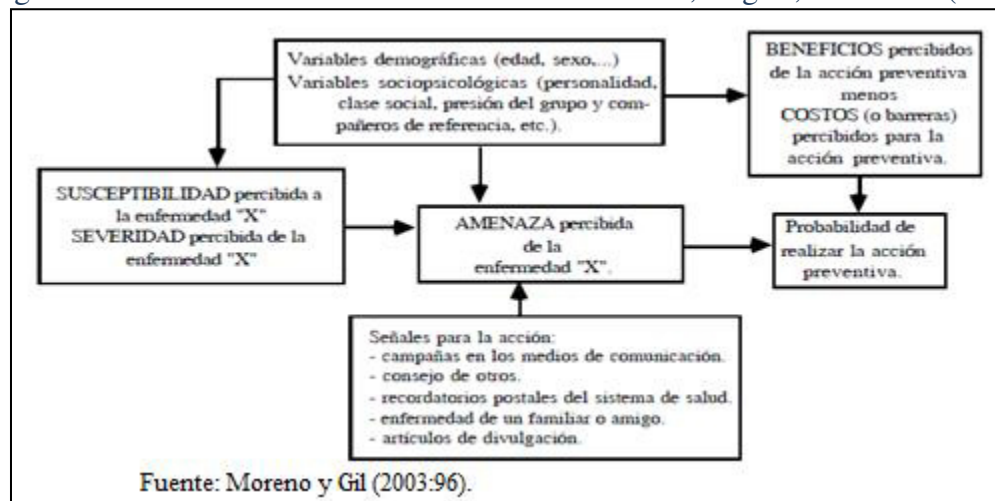 Variables demográficas (edad, sexo,...)
Variables sociopsicológicas (personalidad,
clase social, presión del grupo y com-
pañeros de referencia, etc.).
BENEFICIOS percibidos
de la acción preventiva
menos
COSTOS (o barreras)
percibidos para la
acción preventiva.
SUSCEPTIBILIDAD percibida a
la enfermedad "X"
SEVERIDAD percibida de la
enfermedad "X"
AMENAZA percibida
de la
enfermedad "X".
Probabilidad de
realizar la acción
preventiva.
Señales para la acción:
- campañas en los medios de comunicación.
- consejo de otros.
- recordatorios postales del sistema de salud.
- enfermedad de un familiar o amigo.
- artículos de divulgación.
Fuente: Moreno y Gil (2003:96).